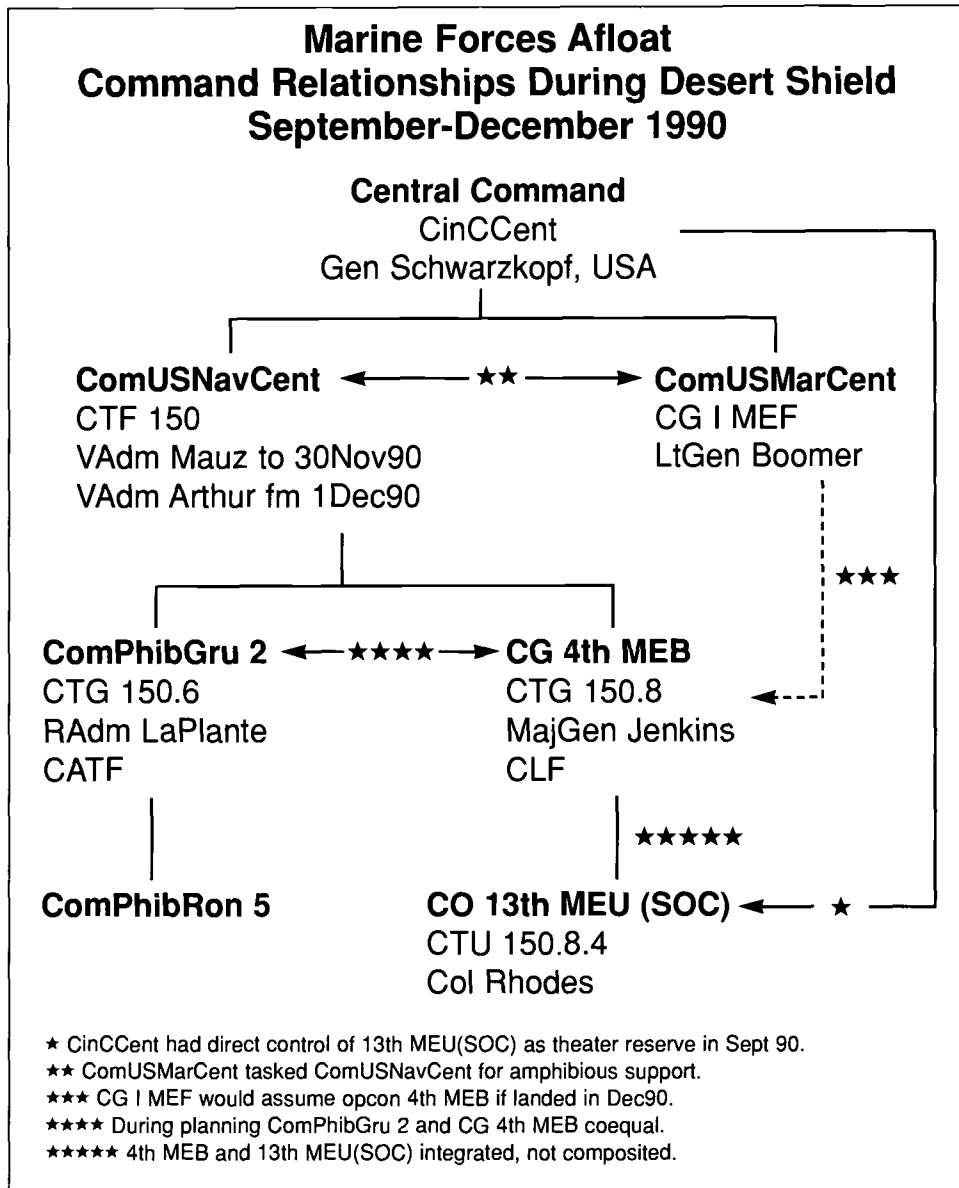 Marine Forces Afloat
Command Relationships During Desert Shield
September-December 1990
Central Command
CinCCent
Gen Schwarzkopf, USA
ComUSNavCent ★★ ComUSMarCent
CTF 150 CG I MEF
VAdm Mauz to 30Nov90 LtGen Boomer
VAdm Arthur fm 1Dec90
★★★
ComPhibGru 2 ★★★★ CG 4th MEB
CTG 150.6 CTG 150.8
RAdm LaPlante MajGen Jenkins
CATF CLF
★★★★★
ComPhibRon 5 CO 13th MEU (SOC) ★
CTU 150.8.4
Col Rhodes
★ CinCCent had direct control of 13th MEU(SOC) as theater reserve in Sept 90.
★★ ComUSMarCent tasked ComUSNavCent for amphibious support.
★★★ CG I MEF would assume opcon 4th MEB if landed in Dec90.
★★★★ During planning ComPhibGru 2 and CG 4th MEB coequal.
★★★★★ 4th MEB and 13th MEU(SOC) integrated, not composited.